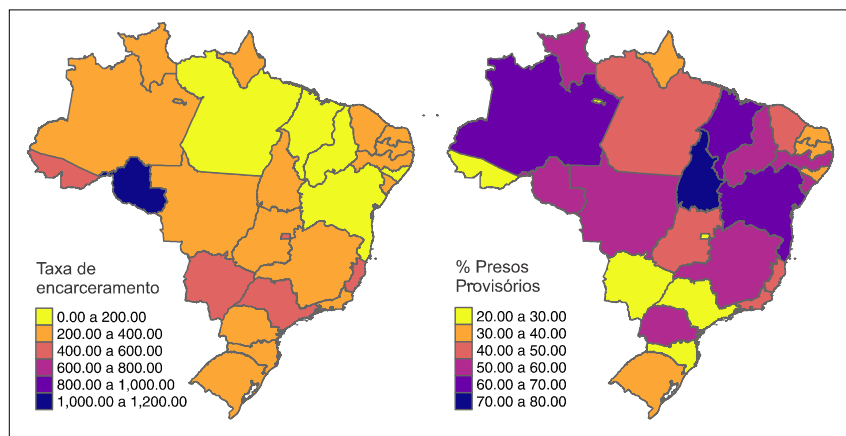 Taxa de
encarceramento
0.00 a 200.00
200.00 a 400.00
400.00 a 600.00
600.00 a 800.00
800.00 a 1,000.00
1,000.00 a 1,200.00
% Presos
Provisórios
20.00 a 30.00
30.00 a 40.00
40.00 a 50.00
50.00 a 60.00
60.00 a 70.00
70.00 a 80.00